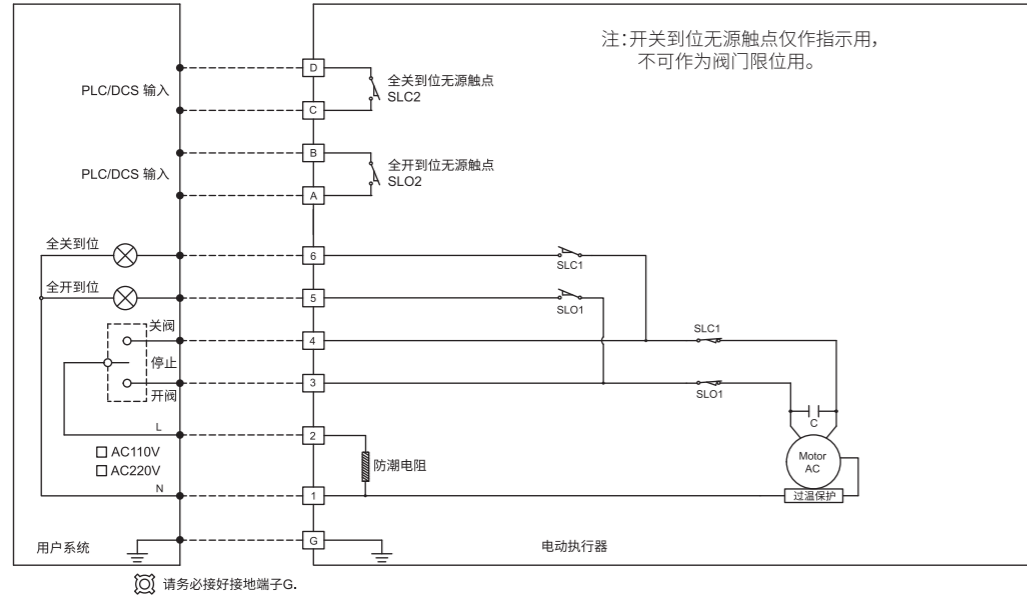 注：开关到位无源触点仅作指示用，
不可作为阀门限位用。
PLC/DCS 输入
D
C
全关到位无源触点
SLC2
PLC/DCS 输入
B
A
全开到位无源触点
SLO2
全关到位
6
SLC1
全开到位
5
SLO1
关阀
4
SLC1
停止
开阀
3
SLO1
C
L
2
防潮电阻
Motor
AC
AC110V
AC220V
N
1
过温保护
用户系统
G
电动执行器
请务必接好接地端子G.